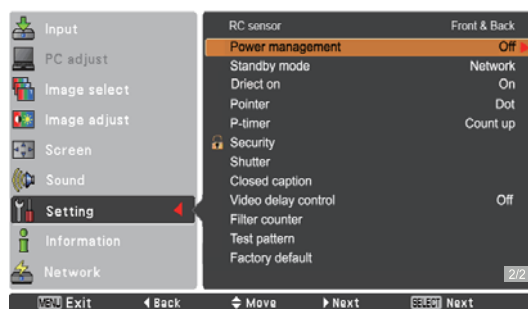 Input
PC adjust
Image select
Image adjust
Screen
Sound
Setting
Information
Network
RC sensor Front & Back
Power management Off
Standby mode Network
Driect on On
Pointer Dot
P-timer Count up
Security
Shutter
Closed caption
Video delay control Off
Filter counter
Test pattern
Factory default
2/2
MENU Exit Back Move Next SELECT Next